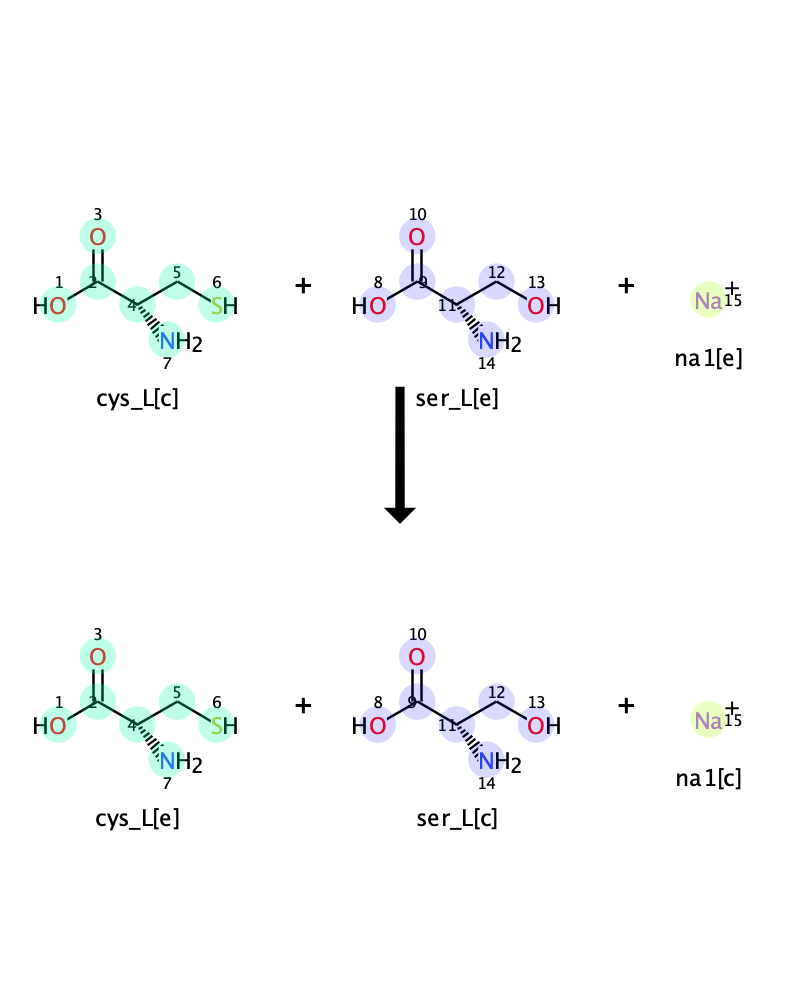 3 10
1 2 5 6 8 9 12 13
O O
HO 4 SH + HO 11 OH + Na+ 15
NH2 NH2
7 14
na1[e]
cys_L[c] ser_L[e]
3 10
O O
1 2 5 6 8 9 12 13
HO 4 SH + HO 11 OH + Na+ 15
NH2 NH2
7 14
na1[c]
cys_L[e] ser_L[c]